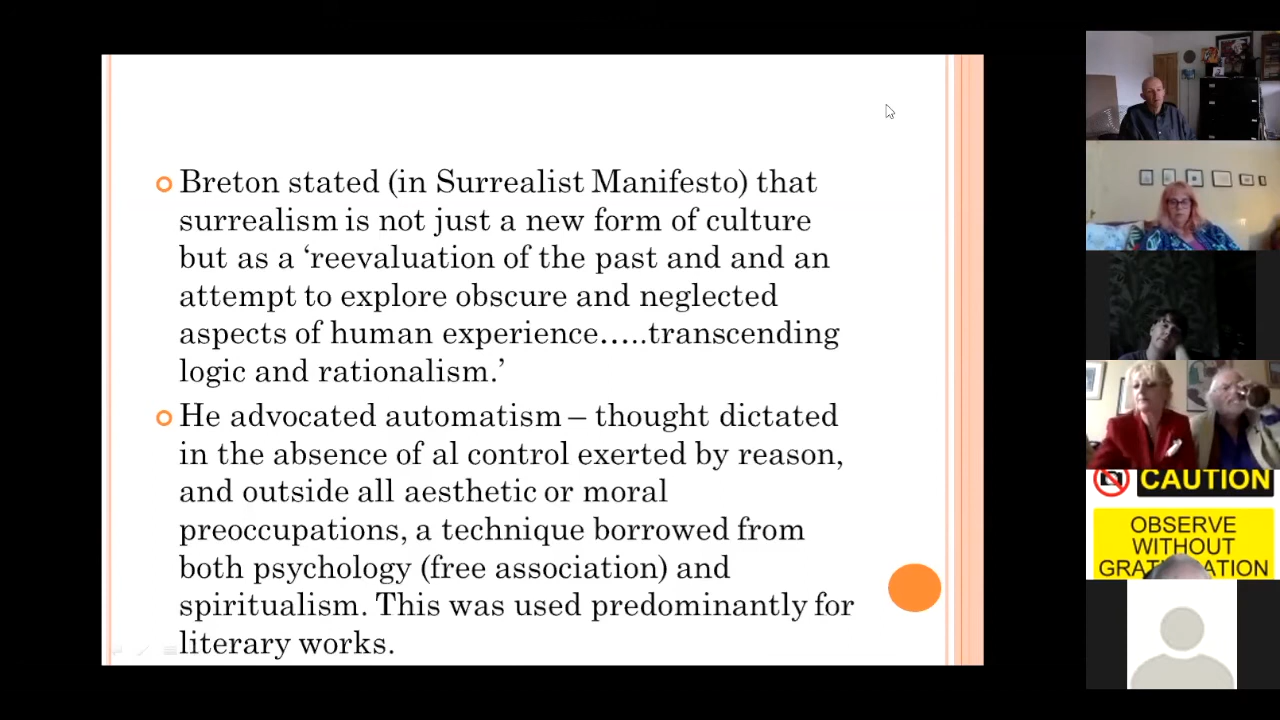 Breton stated (in Surrealist Manifesto) that
surrealism is not just a new form of culture
but as a ‘reevaluation of the past and and an
attempt to explore obscure and neglected
aspects of human experience…..transcending
logic and rationalism.’
He advocated automatism – thought dictated
in the absence of al control exerted by reason,
and outside all aesthetic or moral
preoccupations, a technique borrowed from
both psychology (free association) and
spiritualism. This was used predominantly for
literary works.
CAUTION
OBSERVE
WITHOUT